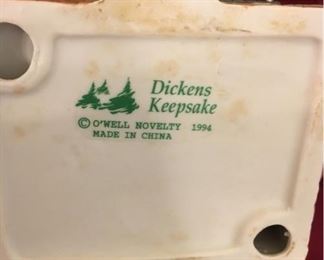 Dickens
Keepsake
© O'WELL NOVELTY 1994
MADE IN CHINA